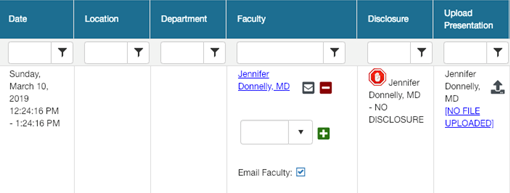 Date
Location
Department
Faculty
Disclosure
Upload
Presentation
Sunday,
March 10,
2019
12:24:16 PM
- 1:24:16 PM
Jennifer
Donnelly, MD
Email Faculty:
Jennifer
Donnelly, MD
- NO
DISCLOSURE
Jennifer
Donnelly,
MD
[NO FILE
UPLOADED]